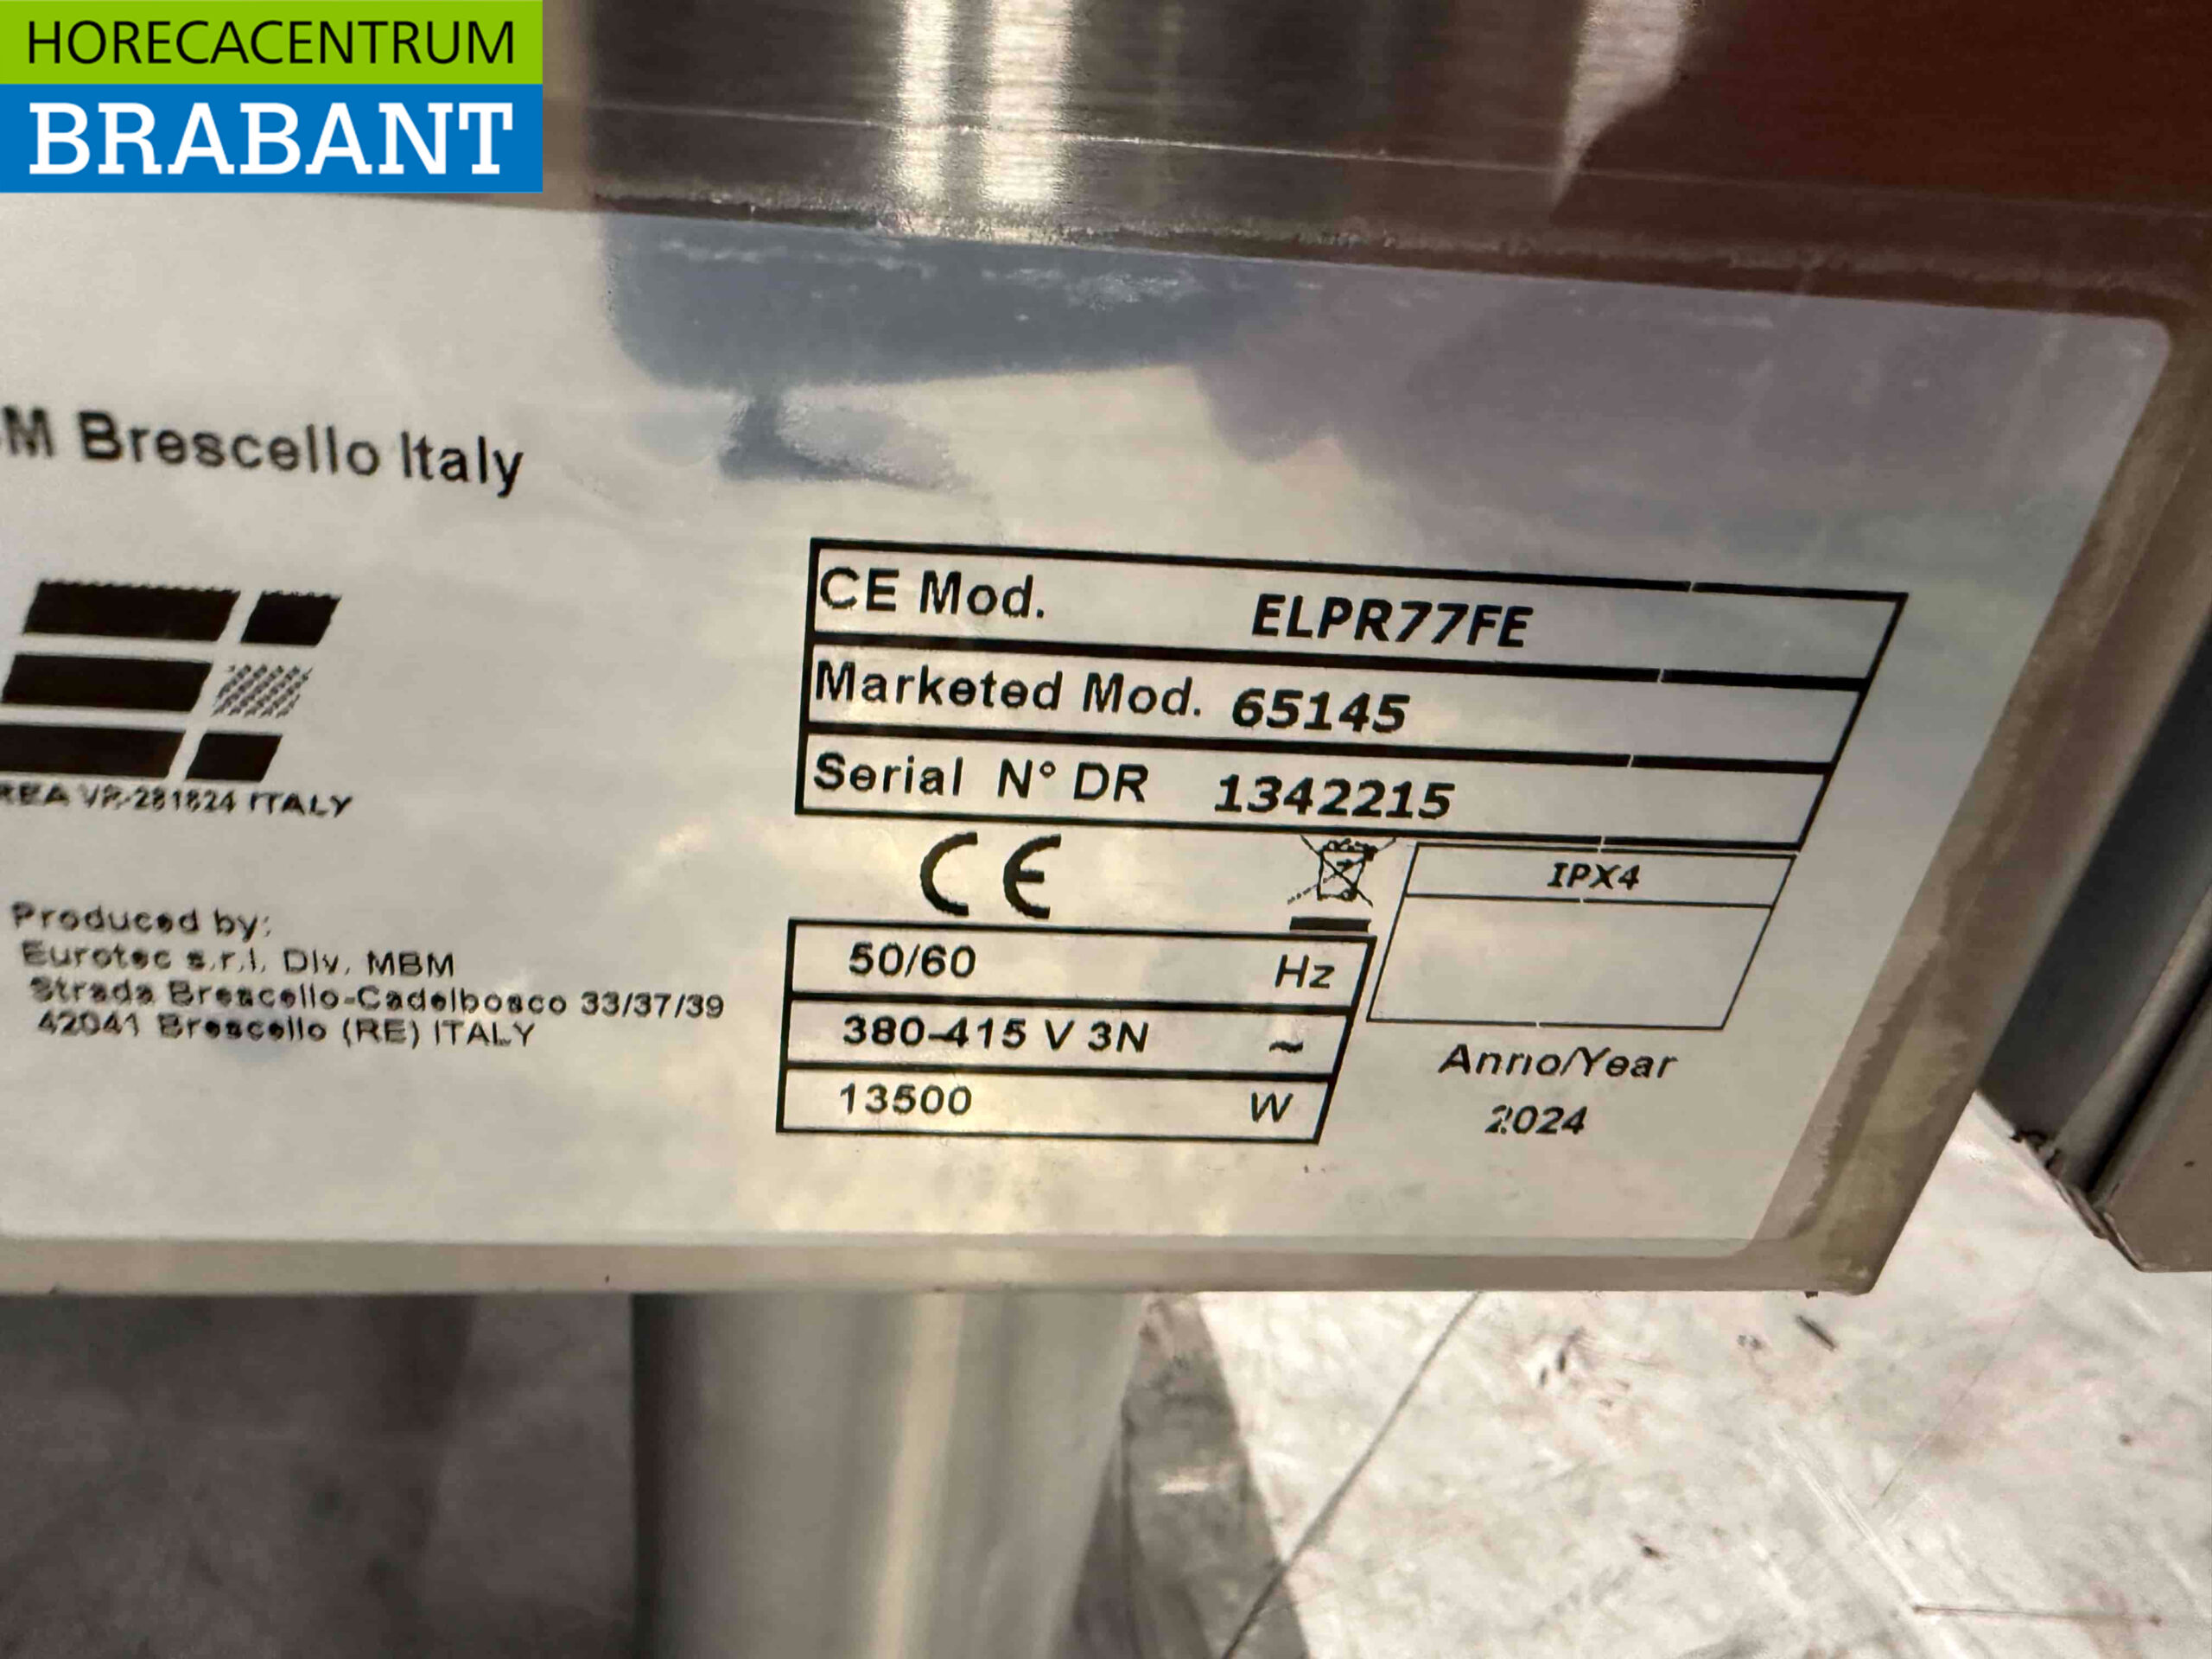 HORECACENTRUM
BRABANT
M Brescello Italy
CE Mod. ELPR77FE
Marketed Mod. 65145
Serial N° DR 1342215
REA VR-281824 ITALY
CE
IPX4
Produced by:
Eurotec s.r.l. Div. MBM
Strada Brescello-Cadelbosco 33/37/39
42041 Brescello (RE) ITALY
50/60 Hz
380-415 V 3N ~
13500 W
Anno/Year
2024